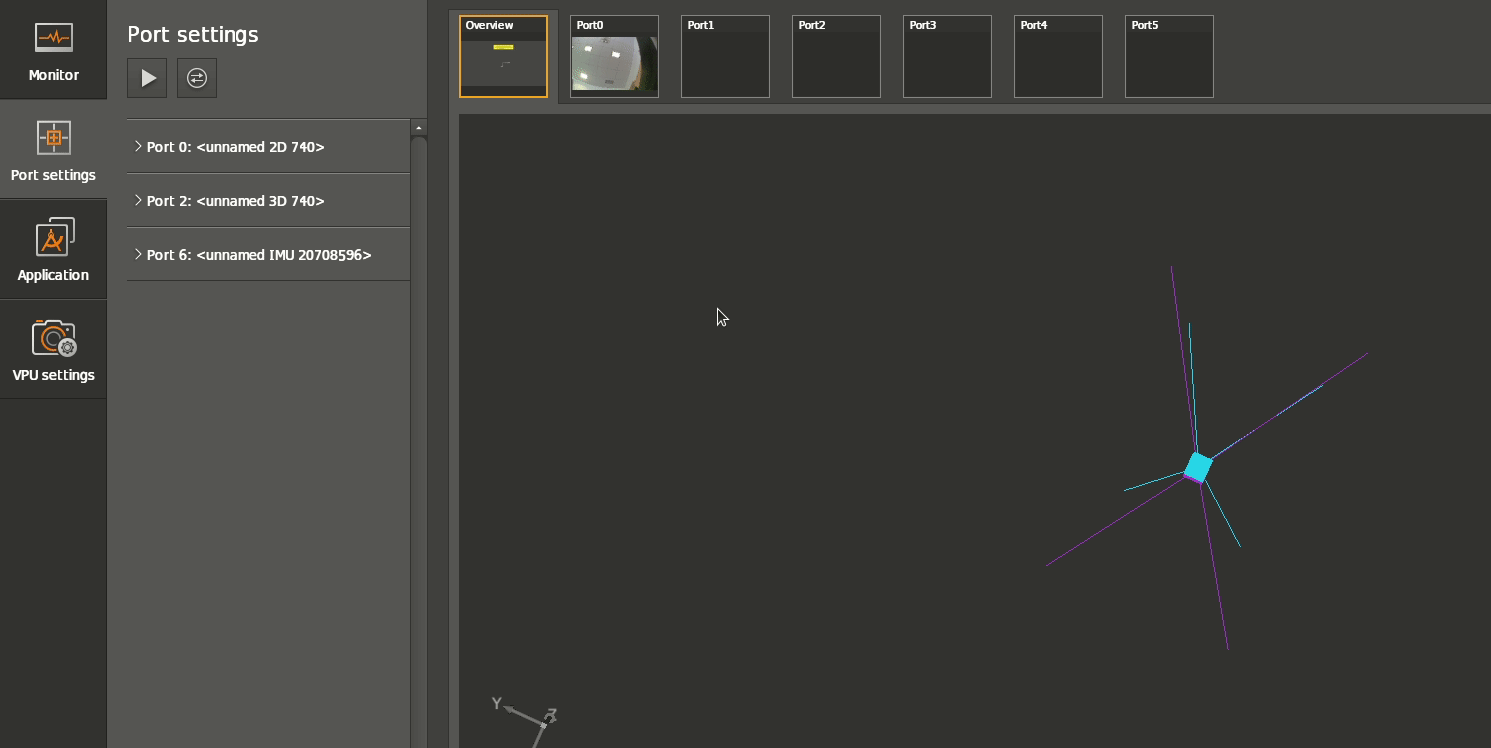 Monitor
Port settings
Application
VPU settings
Port settings
Port 0: <unnamed 2D 740>
Port 2: <unnamed 3D 740>
Port 6: <unnamed IMU 20708596>
Overview
Port0
Port1
Port2
Port3
Port4
Port5
Y